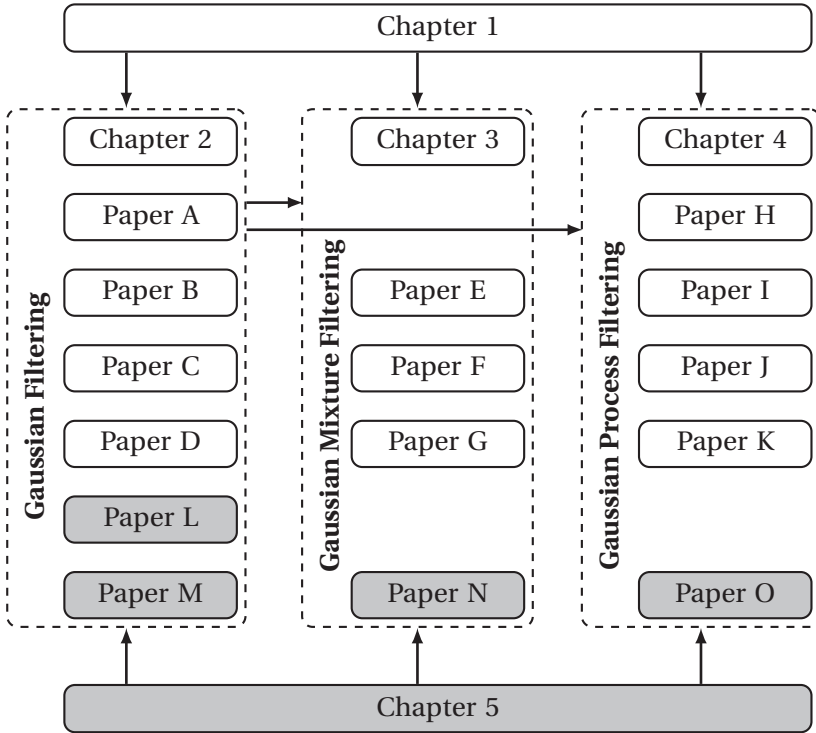 Chapter 1
Gaussian Filtering
Chapter 2
Paper A
Paper B
Paper C
Paper D
Paper L
Paper M
Gaussian Mixture Filtering
Chapter 3
Paper E
Paper F
Paper G
Paper N
Gaussian Process Filtering
Chapter 4
Paper H
Paper I
Paper J
Paper K
Paper O
Chapter 5